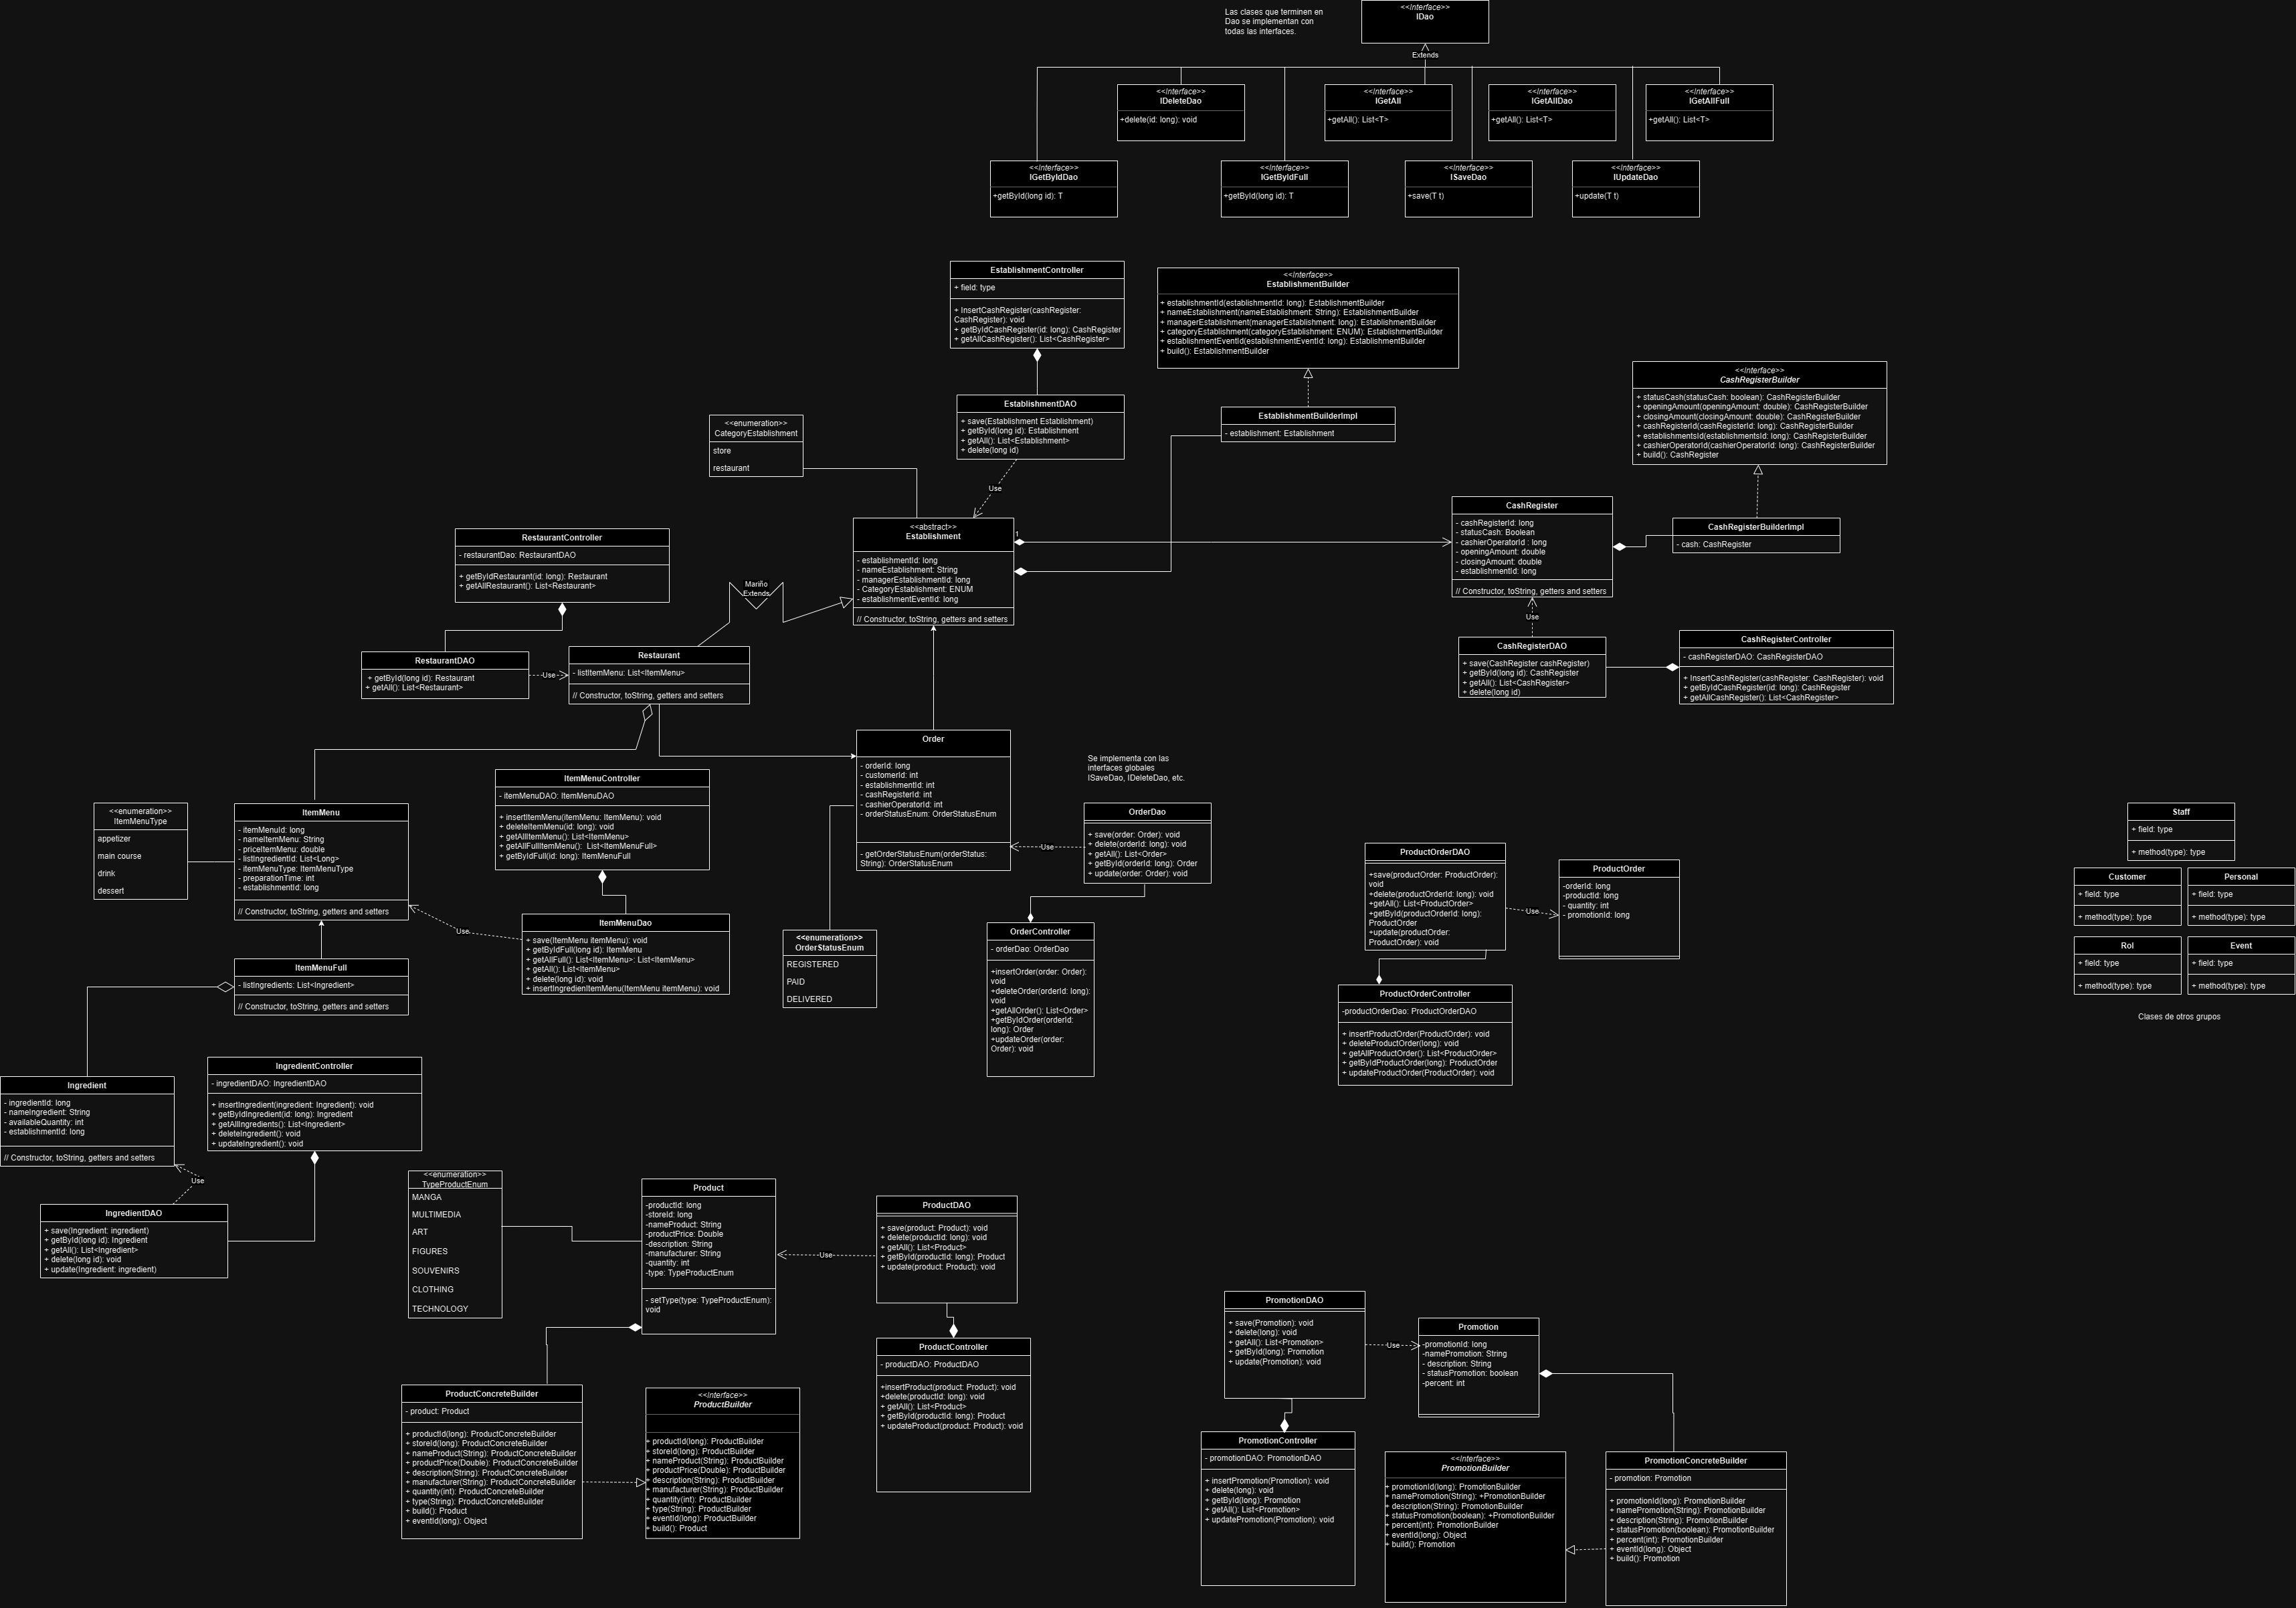 Las clases que terminen en
Dao se implementan con
todas las interfaces.
<<interface>>
IDao
Extends
<<interface>>
IDeleteDao
+delete(id: long): void
<<interface>>
IGetAll
+getAll(): List<T>
<<interface>>
IGetAllDao
+getAll(): List<T>
<<interface>>
IGetAllFull
+getAll(): List<T>
<<interface>>
IGetByIdDao
+getById(long id): T
<<interface>>
IGetByIdFull
+getById(long id): T
<<interface>>
ISaveDao
+save(T t)
<<interface>>
IUpdateDao
+update(T t)
EstablishmentController
+ field: type
+ InsertCashRegister(cashRegister:
CashRegister): void
+ getByIdCashRegister(id: long): CashRegister
+ getAllCashRegister(): List<CashRegister>
<<interface>>
EstablishmentBuilder
+ establishmentId(establishmentId: long): EstablishmentBuilder
+ nameEstablishment(nameEstablishment: String): EstablishmentBuilder
+ managerEstablishment(managerEstablishment: long): EstablishmentBuilder
+ categoryEstablishment(categoryEstablishment: ENUM): EstablishmentBuilder
+ establishmentEventId(establishmentEventId: long): EstablishmentBuilder
+ build(): EstablishmentBuilder
<<interface>>
CashRegisterBuilder
+ statusCash(statusCash: boolean): CashRegisterBuilder
+ openingAmount(openingAmount: double): CashRegisterBuilder
+ closingAmount(closingAmount: double): CashRegisterBuilder
+ cashRegisterId(cashRegisterId: long): CashRegisterBuilder
+ establishmentsId(establishmentsId: long): CashRegisterBuilder
+ cashierOperatorId(cashierOperatorId: long): CashRegisterBuilder
+ build(): CashRegister
EstablishmentDAO
+ save(Establishment Establishment)
+ getById(long id): Establishment
+ getAll(): List<Establishment>
+ delete(long id)
EstablishmentBuilderImpl
- establishment: Establishment
<<enumeration>>
CategoryEstablishment
store
restaurant
Use
<<abstract>>
Establishment
- establishmentId: long
- nameEstablishment: String
- managerEstablishmentId: long
- CategoryEstablishment: ENUM
- establishmentEventId: long
// Constructor, toString, getters and setters
1
CashRegister
- cashRegisterId: long
- statusCash: Boolean
- cashierOperatorId : long
- openingAmount: double
- closingAmount: double
- establishmentId: long
// Constructor, toString, getters and setters
CashRegisterBuilderImpl
- cash: CashRegister
RestaurantController
- restaurantDao: RestaurantDAO
+ getByIdRestaurant(id: long): Restaurant
+ getAllRestaurant(): List<Restaurant>
Mariño
Extends
Use
CashRegisterDAO
+ save(CashRegister cashRegister)
+ getById(long id): CashRegister
+ getAll(): List<CashRegister>
+ delete(long id)
CashRegisterController
- cashRegisterDAO: CashRegisterDAO
+ InsertCashRegister(cashRegister: CashRegister): void
+ getByIdCashRegister(id: long): CashRegister
+ getAllCashRegister(): List<CashRegister>
RestaurantDAO
+ getById(long id): Restaurant
+ getAll(): List<Restaurant>
Use
Restaurant
- listItemMenu: List<ItemMenu>
// Constructor, toString, getters and setters
Order
- orderId: long
- customerId: int
- establishmentId: int
- cashRegisterId: int
- cashierOperatorId: int
- orderStatusEnum: OrderStatusEnum
- getOrderStatusEnum(orderStatus:
String): OrderStatusEnum
Se implementa con las
interfaces globales
ISaveDao, IDeleteDao, etc.
ItemMenuController
- itemMenuDAO: ItemMenuDAO
+ insertItemMenu(itemMenu: ItemMenu): void
+ deleteItemMenu(id: long): void
+ getAllItemMenu(): List<ItemMenu>
+ getAllFullItemMenu(): List<ItemMenuFull>
+ getByIdFull(id: long): ItemMenuFull
<<enumeration>>
ItemMenuType
appetizer
main course
drink
dessert
ItemMenu
- itemMenuId: long
- nameItemMenu: String
- priceItemMenu: double
- listIngredientId: List<Long>
- itemMenuType: ItemMenuType
- preparationTime: int
- establishmentId: long
// Constructor, toString, getters and setters
OrderDao
+ save(order: Order): void
+ delete(orderId: long): void
+ getAll(): List<Order>
+ getById(orderId: long): Order
+ update(order: Order): void
Use
Staff
+ field: type
+ method(type): type
Customer
+ field: type
+ method(type): type
Personal
+ field: type
+ method(type): type
Rol
+ field: type
+ method(type): type
Event
+ field: type
+ method(type): type
Clases de otros grupos
ProductOrderDAO
+save(productOrder: ProductOrder):
void
+delete(productOrderId: long): void
+getAll(): List<ProductOrder>
+getById(productOrderId: long):
ProductOrder
+update(productOrder:
ProductOrder): void
Use
ProductOrder
-orderId: long
-productId: long
- quantity: int
- promotionId: long
Use
ItemMenuDao
+ save(ItemMenu itemMenu): void
+ getByIdFull(long id): ItemMenu
+ getAllFull(): List<ItemMenu>: List<ItemMenu>
+ getAll(): List<ItemMenu>
+ delete(long id): void
+ insertIngredienItemMenu(ItemMenu itemMenu): void
<<enumeration>>
OrderStatusEnum
REGISTERED
PAID
DELIVERED
OrderController
- orderDao: OrderDao
+insertOrder(order: Order):
void
+deleteOrder(orderId: long):
void
+getAllOrder(): List<Order>
+getByIdOrder(orderId:
long): Order
+updateOrder(order:
Order): void
ItemMenuFull
- listIngredients: List<Ingredient>
// Constructor, toString, getters and setters
ProductOrderController
-productOrderDao: ProductOrderDAO
+ insertProductOrder(ProductOrder): void
+ deleteProductOrder(long): void
+ getAllProductOrder(): List<ProductOrder>
+ getByIdProductOrder(long): ProductOrder
+ updateProductOrder(ProductOrder): void
IngredientController
- ingredientDAO: IngredientDAO
+ insertIngredient(ingredient: Ingredient): void
+ getByIdIngredient(id: long): Ingredient
+ getAllIngredients(): List<Ingredient>
+ deleteIngredient(): void
+ updateIngredient(): void
Ingredient
- ingredientId: long
- nameIngredient: String
- availableQuantity: int
- establishmentId: long
// Constructor, toString, getters and setters
Use
IngredientDAO
+ save(Ingredient: ingredient)
+ getById(long id): Ingredient
+ getAll(): List<Ingredient>
+ delete(long id): void
+ update(Ingredient: ingredient)
<<enumeration>>
TypeProductEnum
MANGA
MULTIMEDIA
ART
FIGURES
SOUVENIRS
CLOTHING
TECHNOLOGY
Product
-productId: long
-storeId: long
-nameProduct: String
-productPrice: Double
-description: String
-manufacturer: String
-quantity: int
-type: TypeProductEnum
- setType(type: TypeProductEnum):
void
Use
ProductDAO
+ save(product: Product): void
+ delete(productId: long): void
+ getAll(): List<Product>
+ getById(productId: long): Product
+ update(product: Product): void
ProductController
- productDAO: ProductDAO
+insertProduct(product: Product): void
+delete(productId: long): void
+ getAll(): List<Product>
+ getById(productId: long): Product
+ updateProduct(product: Product): void
PromotionDAO
+ save(Promotion): void
+ delete(long): void
+ getAll(): List<Promotion>
+ getById(long): Promotion
+ update(Promotion): void
Use
Promotion
-promotionId: long
-namePromotion: String
- description: String
- statusPromotion: boolean
-percent: int
ProductConcreteBuilder
- product: Product
+ productId(long): ProductConcreteBuilder
+ storeId(long): ProductConcreteBuilder
+ nameProduct(String): ProductConcreteBuilder
+ productPrice(Double): ProductConcreteBuilder
+ description(String): ProductConcreteBuilder
+ manufacturer(String): ProductConcreteBuilder
+ quantity(int): ProductConcreteBuilder
+ type(String): ProductConcreteBuilder
+ build(): Product
+ eventId(long): Object
<<interface>>
ProductBuilder
+ productId(long): ProductBuilder
+ storeId(long): ProductBuilder
+ nameProduct(String): ProductBuilder
+ productPrice(Double): ProductBuilder
+ description(String): ProductBuilder
+ manufacturer(String): ProductBuilder
+ quantity(int): ProductBuilder
+ type(String): ProductBuilder
+ eventId(long): ProductBuilder
+ build(): Product
PromotionController
- promotionDAO: PromotionDAO
+ insertPromotion(Promotion): void
+ delete(long): void
+ getById(long): Promotion
+ getAll(): List<Promotion>
+ updatePromotion(Promotion): void
<<interface>>
PromotionBuilder
+ promotionId(long): PromotionBuilder
+ namePromotion(String): +PromotionBuilder
+ description(String): PromotionBuilder
+ statusPromotion(boolean): +PromotionBuilder
+ percent(int): PromotionBuilder
+ eventId(long): Object
+ build(): Promotion
PromotionConcreteBuilder
- promotion: Promotion
+ promotionId(long): PromotionBuilder
+ namePromotion(String): PromotionBuilder
+ description(String): PromotionBuilder
+ statusPromotion(boolean): PromotionBuilder
+ percent(int): PromotionBuilder
+ eventId(long): Object
+ build(): Promotion